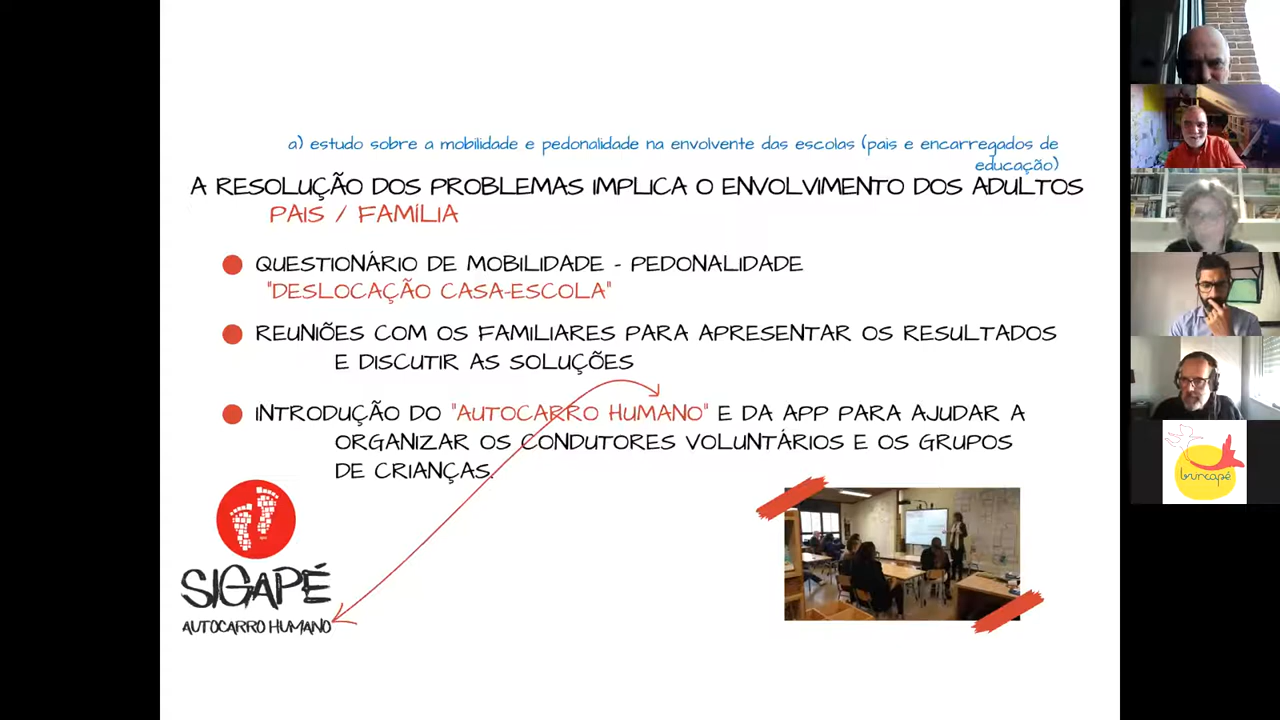 a) estudo sobre a mobilidade e pedonalidade na envolvente das escolas (pais e encarregados de
educação)
A RESOLUÇÃO DOS PROBLEMAS IMPLICA O ENVOLVIMENTO DOS ADULTOS
PAIS / FAMÍLIA
QUESTIONÁRIO DE MOBILIDADE - PEDONALIDADE
"DESLOCAÇÃO CASA-ESCOLA"
REUNIÕES COM OS FAMILIARES PARA APRESENTAR OS RESULTADOS
E DISCUTIR AS SOLUÇÕES
INTRODUÇÃO DO "AUTOCARRO HUMANO" E DA APP PARA AJUDAR A
ORGANIZAR OS CONDUTORES VOLUNTÁRIOS E OS GRUPOS
DE CRIANÇAS.
SIGAPÉ
AUTOCARRO HUMANO
burcapé